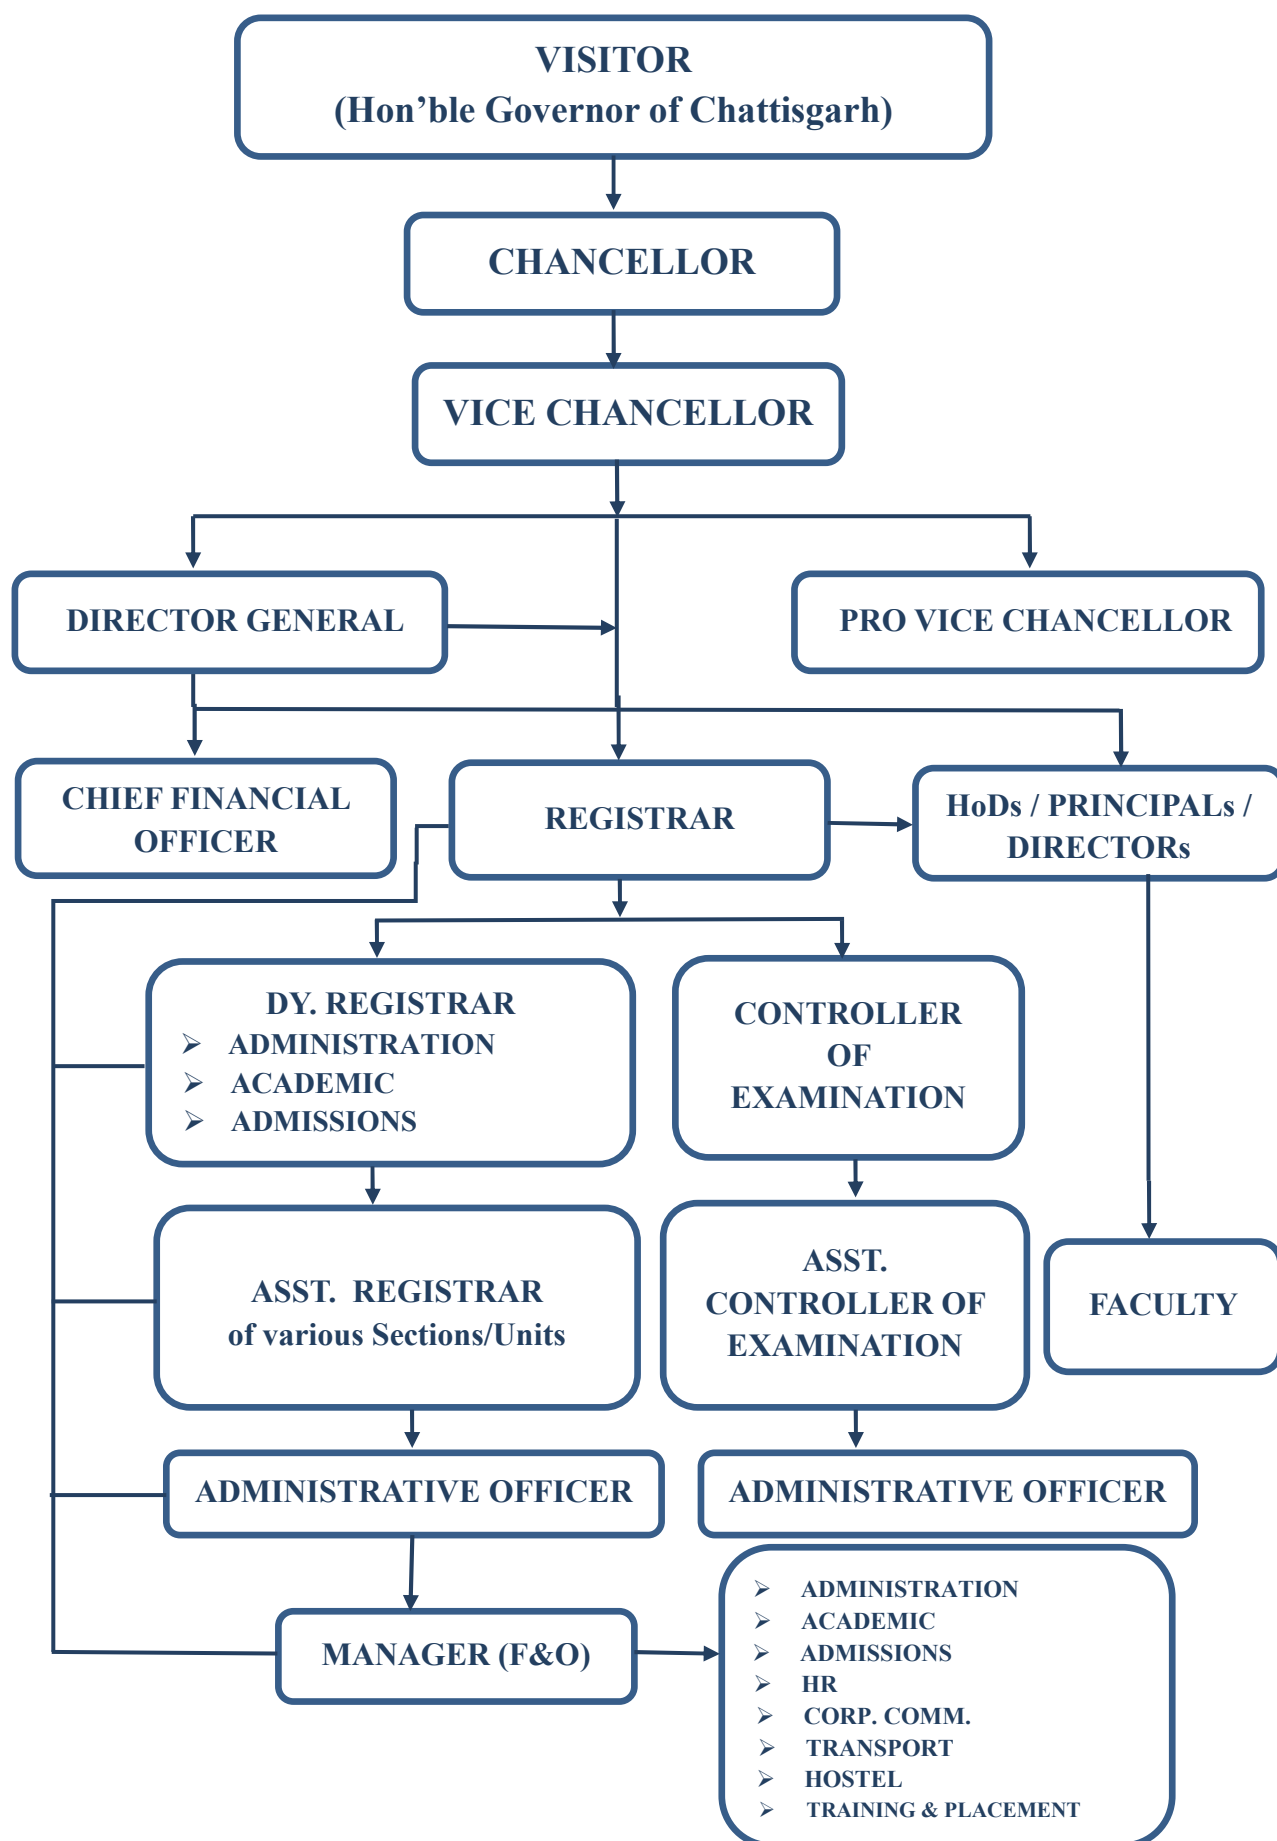 VISITOR
(Hon’ble Governor of Chattisgarh)
CHANCELLOR
VICE CHANCELLOR
DIRECTOR GENERAL
PRO VICE CHANCELLOR
CHIEF FINANCIAL
OFFICER
REGISTRAR
HoDs / PRINCIPALs /
DIRECTORs
DY. REGISTRAR
➢ ADMINISTRATION
➢ ACADEMIC
➢ ADMISSIONS
CONTROLLER
OF
EXAMINATION
ASST. REGISTRAR
of various Sections/Units
ASST.
CONTROLLER OF
EXAMINATION
FACULTY
ADMINISTRATIVE OFFICER
ADMINISTRATIVE OFFICER
MANAGER (F&O)
➢ ADMINISTRATION
➢ ACADEMIC
➢ ADMISSIONS
➢ HR
➢ CORP. COMM.
➢ TRANSPORT
➢ HOSTEL
➢ TRAINING & PLACEMENT